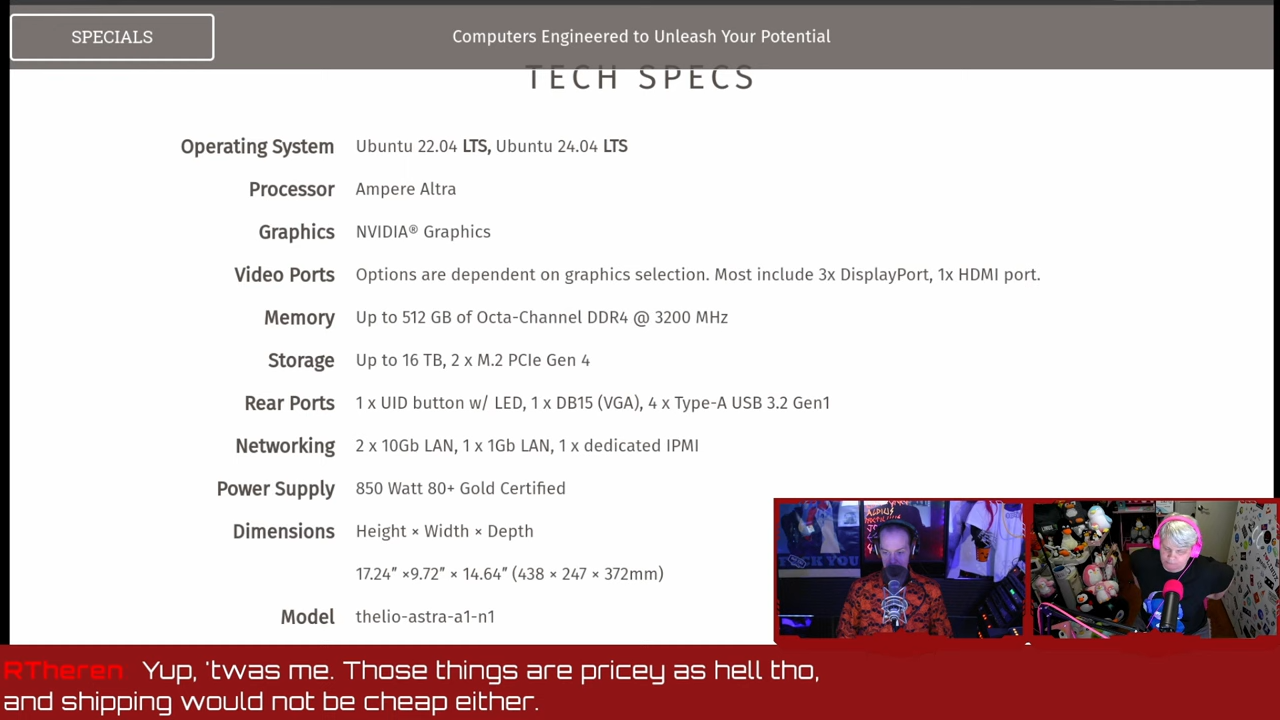 SPECIALS
Computers Engineered to Unleash Your Potential
TECH SPECS
Operating System Ubuntu 22.04 LTS, Ubuntu 24.04 LTS
Processor Ampere Altra
Graphics NVIDIA® Graphics
Video Ports Options are dependent on graphics selection. Most include 3x DisplayPort, 1x HDMI port.
Memory Up to 512 GB of Octa-Channel DDR4 @ 3200 MHz
Storage Up to 16 TB, 2 x M.2 PCIe Gen 4
Rear Ports 1 x UID button w/ LED, 1 x DB15 (VGA), 4 x Type-A USB 3.2 Gen1
Networking 2 x 10Gb LAN, 1 x 1Gb LAN, 1 x dedicated IPMI
Power Supply 850 Watt 80+ Gold Certified
Dimensions Height × Width × Depth
17.24″ ×9.72″ × 14.64″ (438 × 247 × 372mm)
Model thelio-astra-a1-n1
RTheren Yup, 'twas me. Those things are pricey as hell tho,
and shipping would not be cheap either.